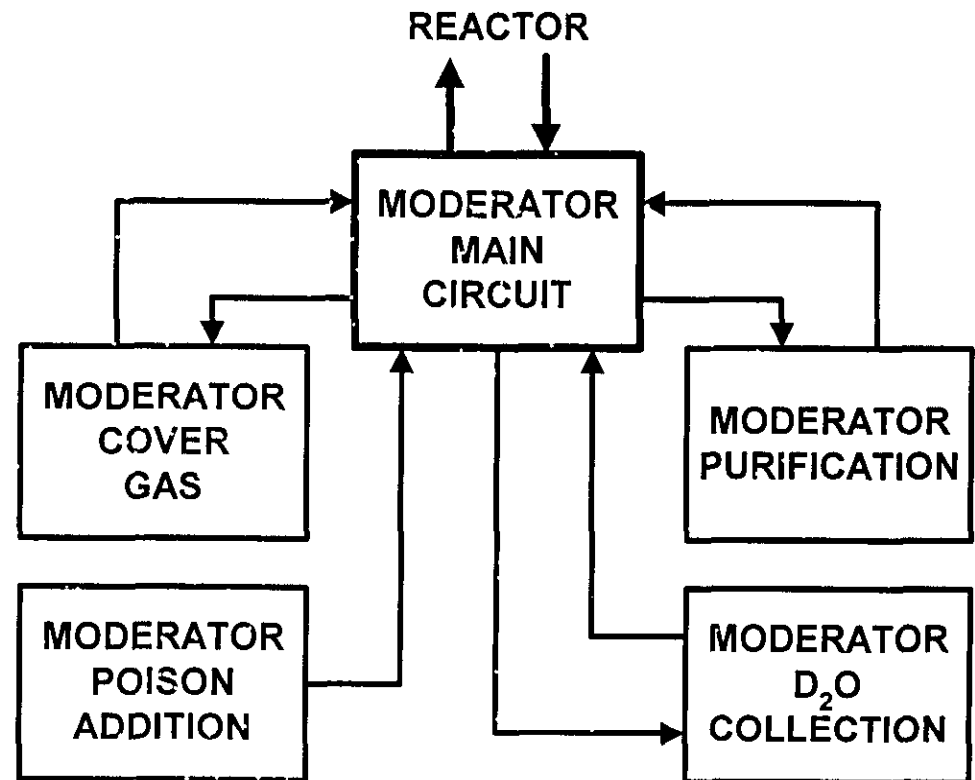 REACTOR
MODERATOR
MAIN
CIRCUIT
MODERATOR
COVER
GAS
MODERATOR
PURIFICATION
MODERATOR
POISON
ADDITION
MODERATOR
D₂O
COLLECTION